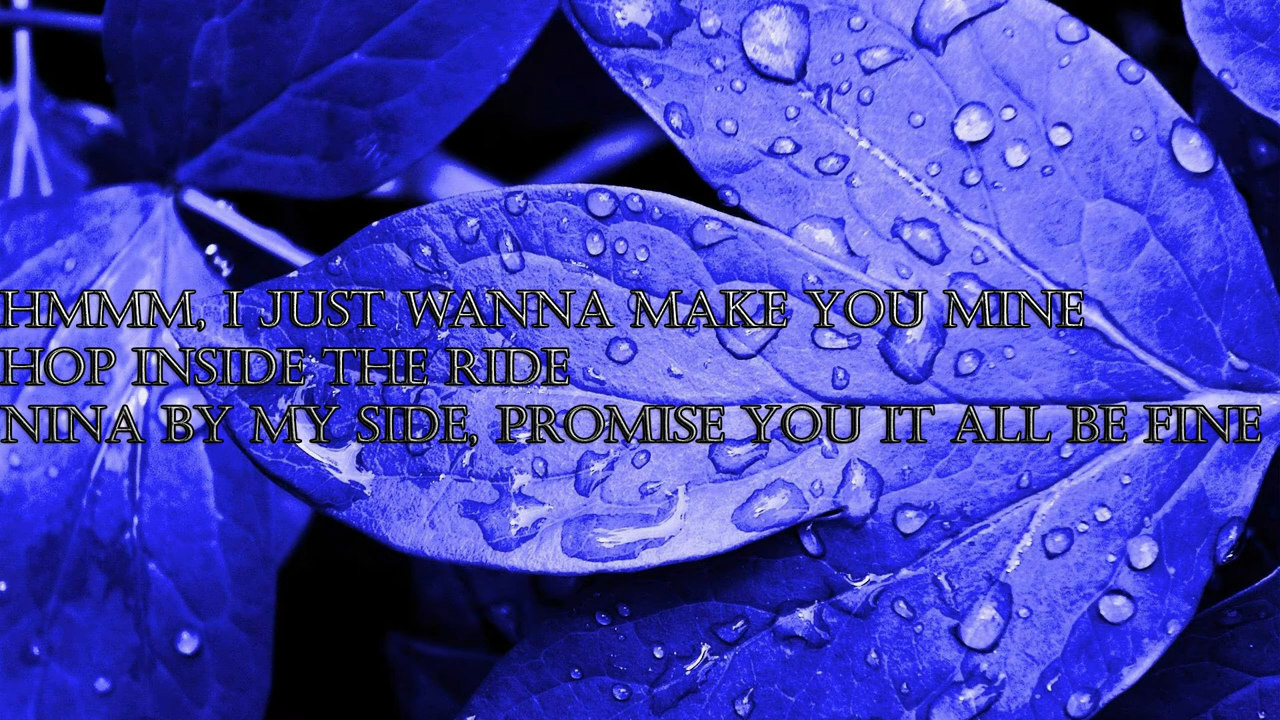 HMMM, I JUST WANNA MAKE YOU MINE
HOP INSIDE THE RIDE
NINA BY MY SIDE, PROMISE YOU IT ALL BE FINE